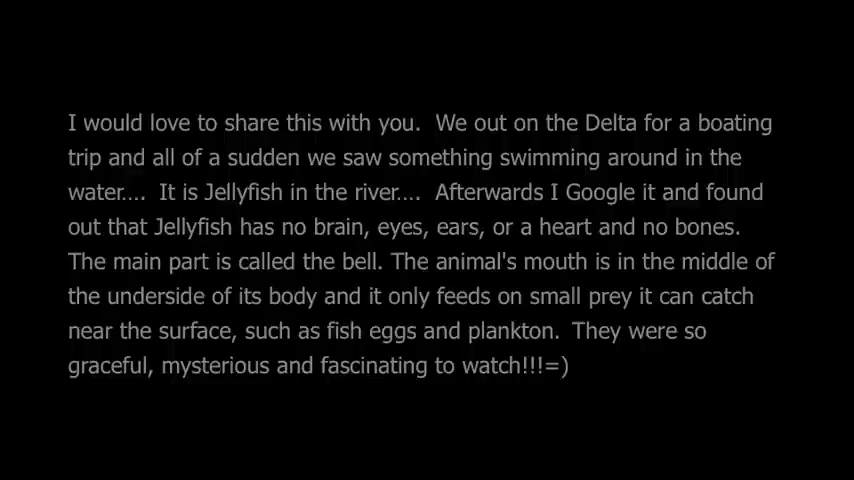 I would love to share this with you.  We out on the Delta for a boating
trip and all of a sudden we saw something swimming around in the
water....  It is Jellyfish in the river....  Afterwards I Google it and found
out that Jellyfish has no brain, eyes, ears, or a heart and no bones.
The main part is called the bell. The animal's mouth is in the middle of
the underside of its body and it only feeds on small prey it can catch
near the surface, such as fish eggs and plankton.  They were so
graceful, mysterious and fascinating to watch!!!=)